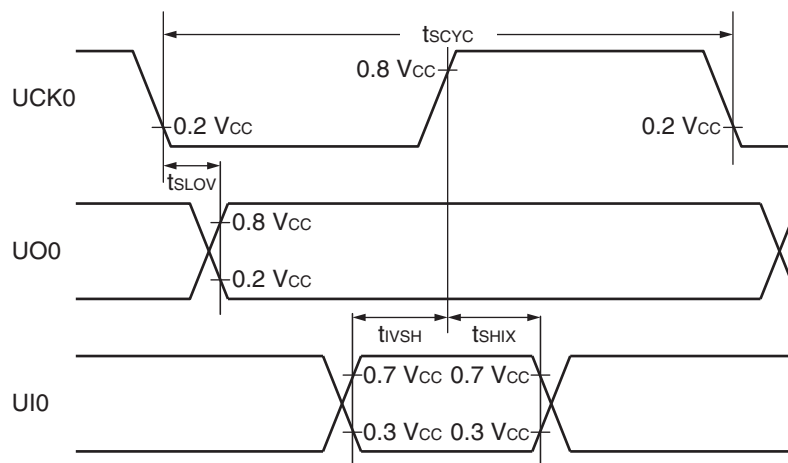 tSCYC
0.8 VCC
UCK0
0.2 VCC
0.2 VCC
tSLOV
0.8 VCC
UO0
0.2 VCC
tIVSH
tSHIX
0.7 VCC
0.7 VCC
UI0
0.3 VCC
0.3 VCC